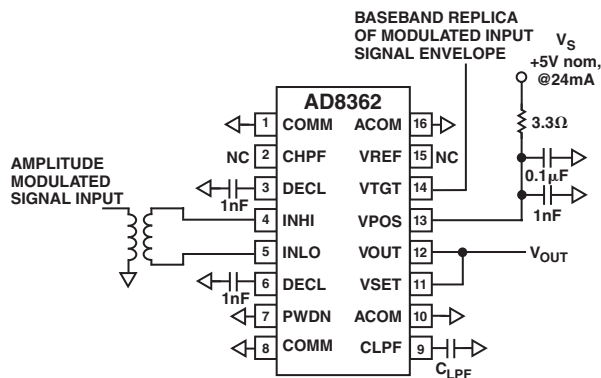 BASEBAND REPLICA
OF MODULATED INPUT
SIGNAL ENVELOPE
VS
+5V nom,
@24mA
3.3Ω
0.1µF
1nF
AD8362
1 COMM ACOM 16
NC 2 CHPF VREF 15 NC
3 DECL VTGT 14
1nF
4 INHI VPOS 13
5 INLO VOUT 12
VOUT
6 DECL VSET 11
1nF
7 PWDN ACOM 10
8 COMM CLPF 9
CLPF
AMPLITUDE
MODULATED
SIGNAL INPUT